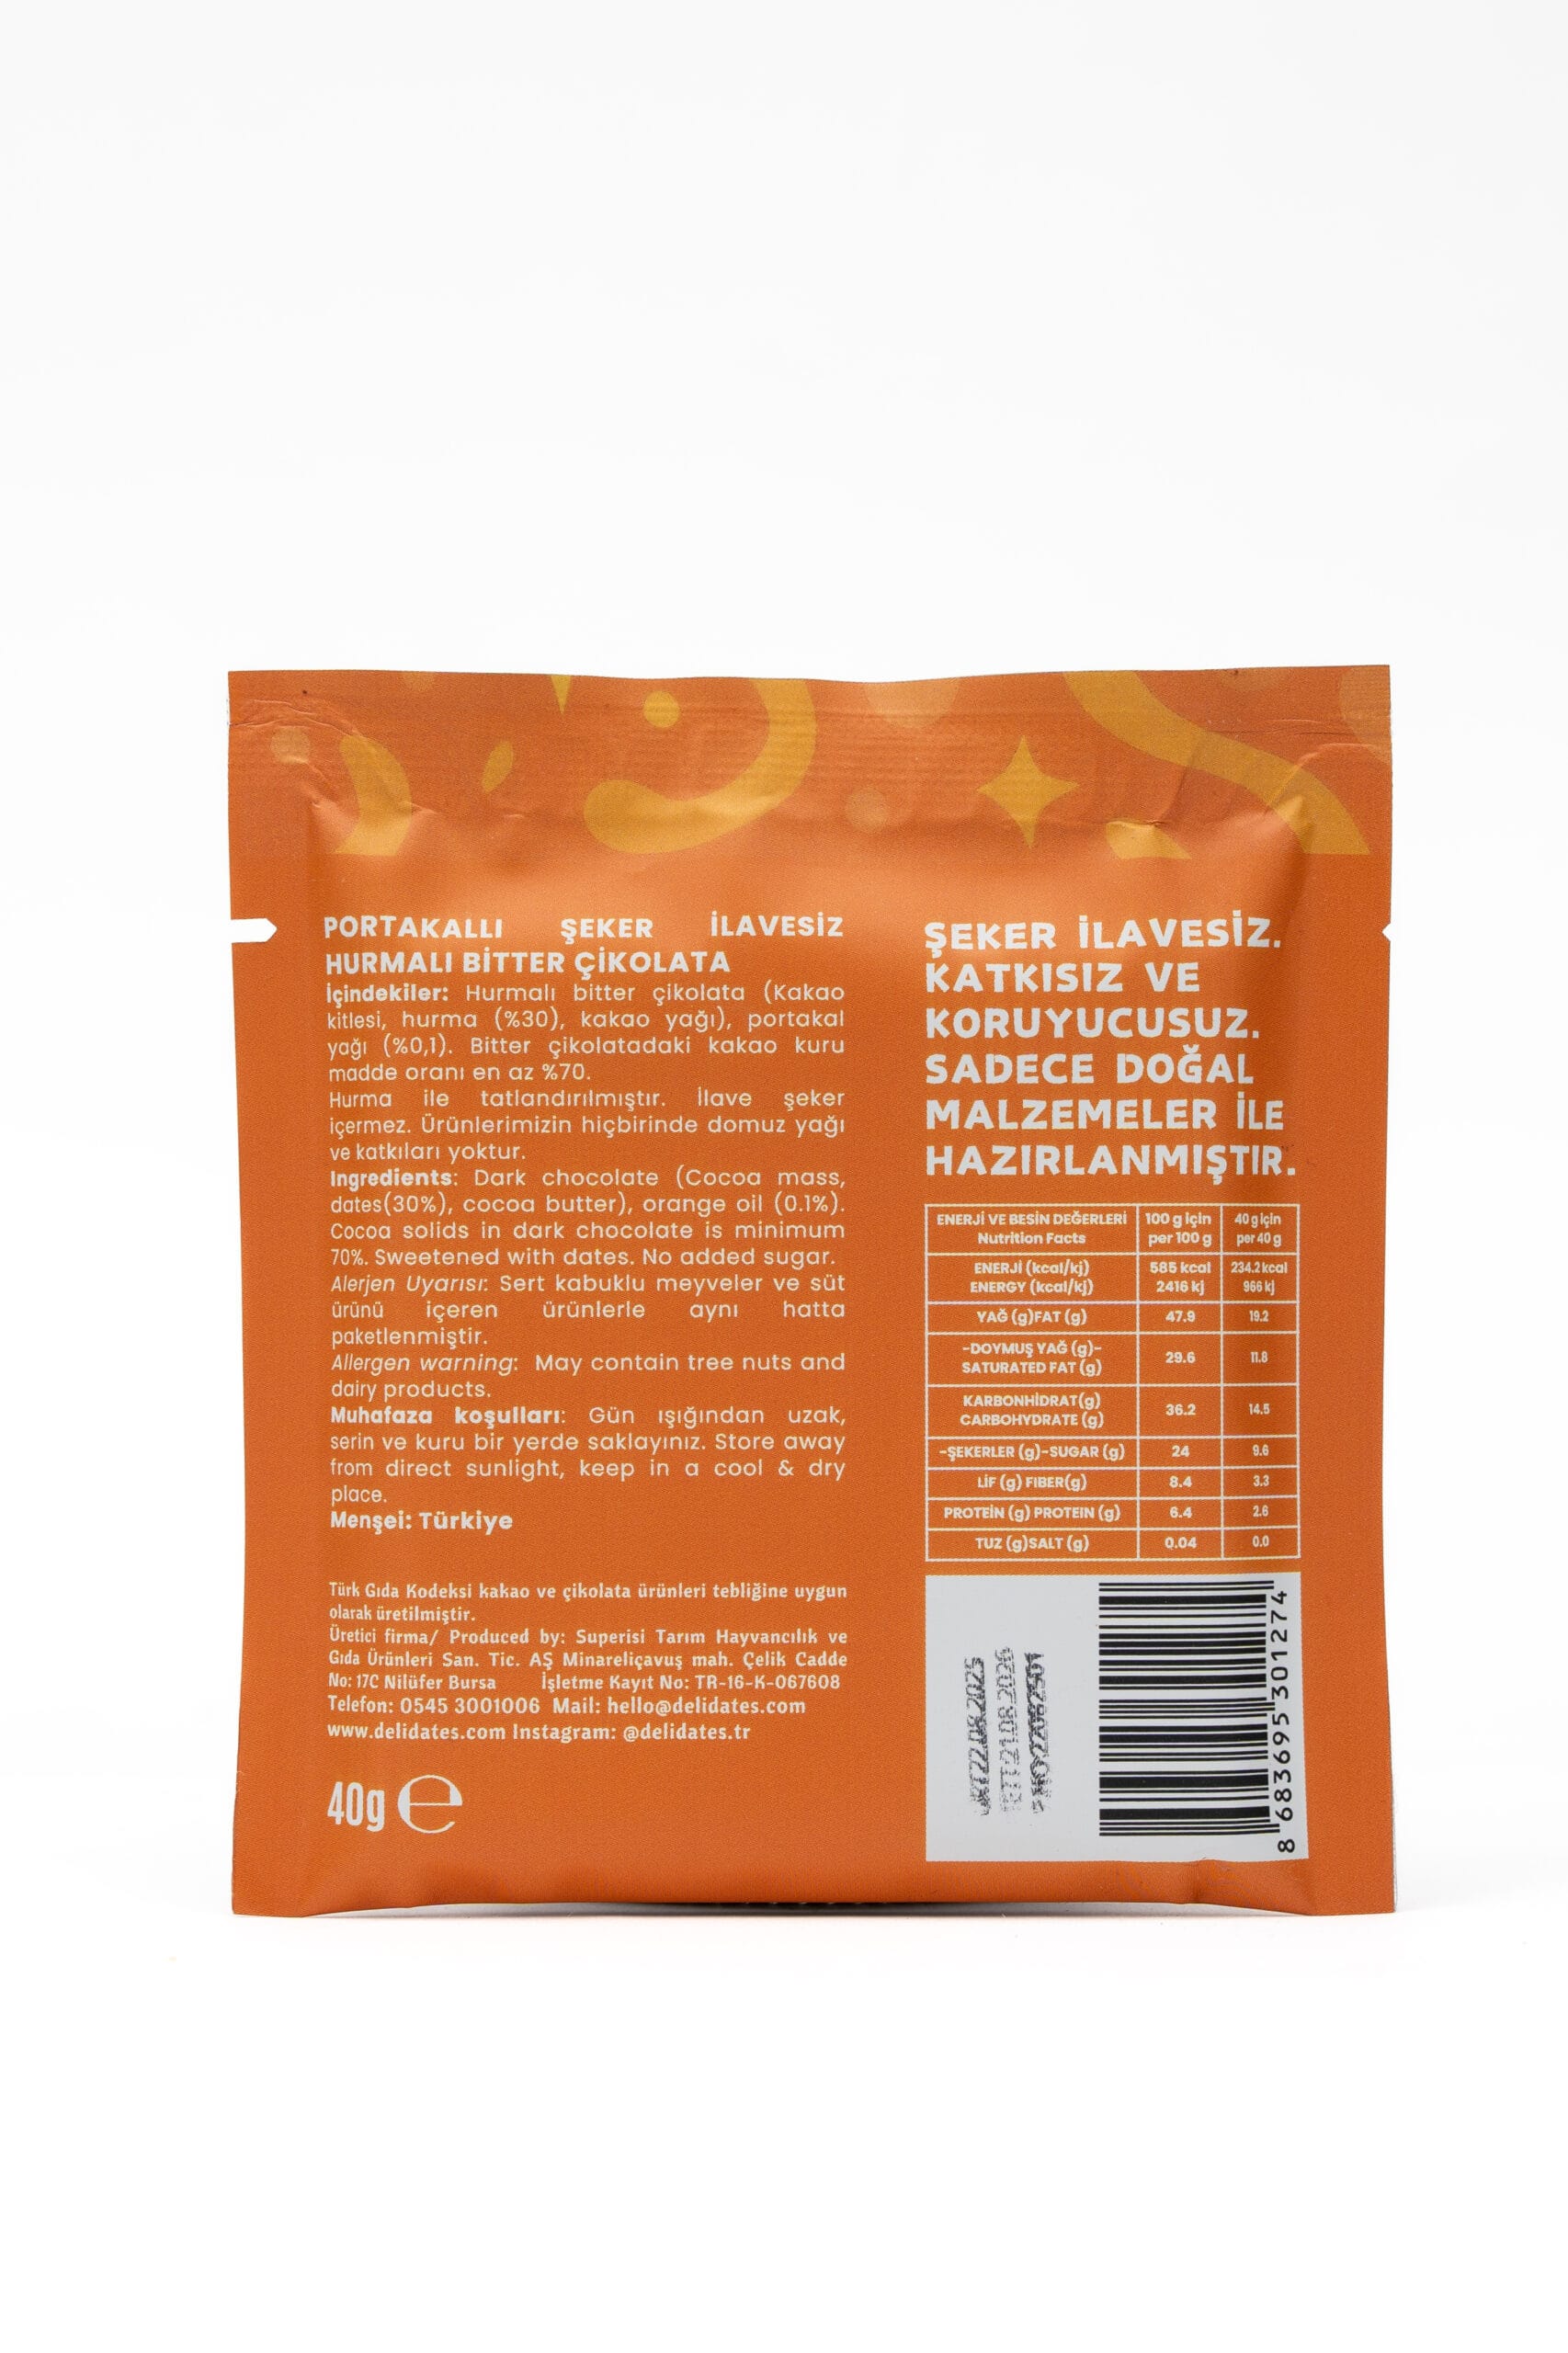 PORTAKALLI ŞEKER İLAVESİZ
HURMALI BİTTER ÇİKOLATA
İçindekiler: Hurmalı bitter çikolata (Kakao
kitlesi, hurma (%30), kakao yağı), portakal
yağı (%0,1). Bitter çikolatadaki kakao kuru
madde oranı en az %70.
Hurma ile tatlandırılmıştır. İlave şeker
içermez. Ürünlerimizin hiçbirinde domuz yağı
ve katkıları yoktur.
Ingredients: Dark chocolate (Cocoa mass,
dates(30%), cocoa butter), orange oil (0.1%).
Cocoa solids in dark chocolate is minimum
70%. Sweetened with dates. No added sugar.
Alerjen Uyarısı: Sert kabuklu meyveler ve süt
ürünü içeren ürünlerle aynı hatta
paketlenmiştir.
Allergen warning: May contain tree nuts and
dairy products.
Muhafaza koşulları: Gün ışığından uzak,
serin ve kuru bir yerde saklayınız. Store away
from direct sunlight, keep in a cool & dry
place.
Menşei: Türkiye
Türk Gıda Kodeksi kakao ve çikolata ürünleri tebliğine uygun
olarak üretilmiştir.
Üretici firma/ Produced by: Superisi Tarım Hayvancılık ve
Gıda Ürünleri San. Tic. AŞ Minareliçavuş mah. Çelik Cadde
No: 17C Nilüfer Bursa İşletme Kayıt No: TR-16-K-067608
Telefon: 0545 3001006 Mail: hello@delidates.com
www.delidates.com Instagram: @delidates.tr
40g ℮
ŞEKER İLAVESİZ.
KATKISIZ VE
KORUYUCUSUZ.
SADECE DOĞAL
MALZEMELER İLE
HAZIRLANMIŞTIR.
ENERJİ VE BESİN DEĞERLERİ 100 g için 40 g için
Nutrition Facts per 100 g per 40 g
ENERJİ (kcal/kj) 585 kcal 234.2 kcal
ENERGY (kcal/kj) 2416 kj 966 kj
YAĞ (g)FAT (g) 47.9 19.2
-DOYMUŞ YAĞ (g)-
SATURATED FAT (g) 29.6 11.8
KARBONHİDRAT(g)
CARBOHYDRATE (g) 36.2 14.5
-ŞEKERLER (g)-SUGAR (g) 24 9.6
LİF (g) FIBER(g) 8.4 3.3
PROTEİN (g) PROTEIN (g) 6.4 2.6
TUZ (g)SALT (g) 0.04 0.0
22.08.2025
21.08.2026
22082501
8 683695 301274